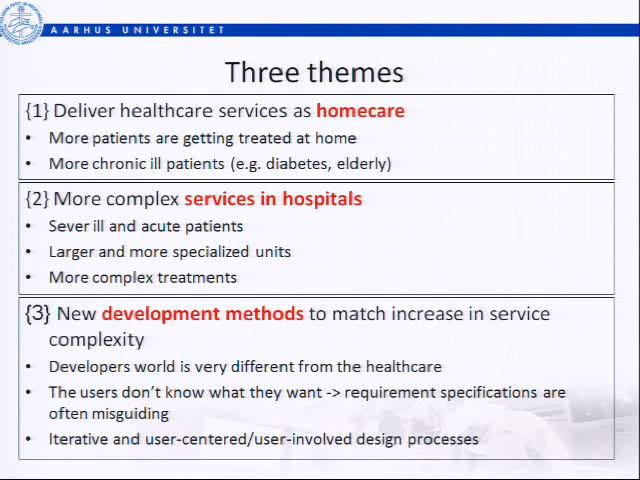 AARHUS UNIVERSITET
Three themes
{1} Deliver healthcare services as homecare
• More patients are getting treated at home
• More chronic ill patients (e.g. diabetes, elderly)
{2} More complex services in hospitals
• Sever ill and acute patients
• Larger and more specialized units
• More complex treatments
{3} New development methods to match increase in service
complexity
• Developers world is very different from the healthcare
• The users don't know what they want -> requirement specifications are
often misguiding
• Iterative and user-centered/user-involved design processes